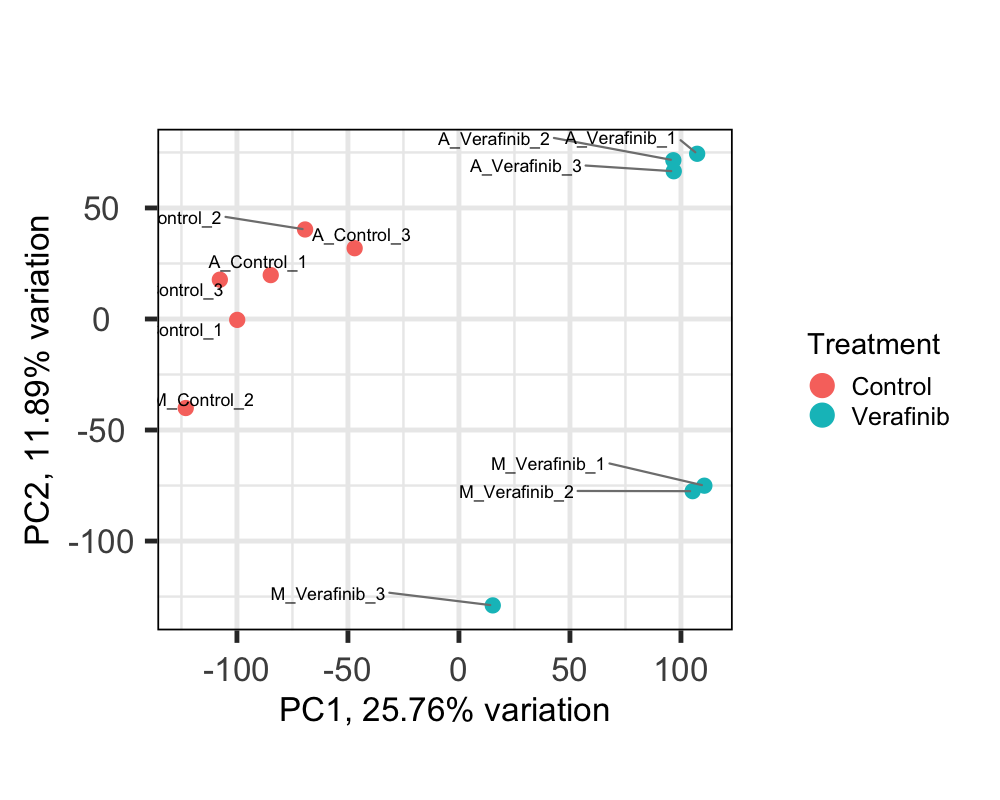 A_Verafinib_2
A_Verafinib_1
A_Verafinib_3
50
ontrol_2
A_Control_3
A_Control_1
ontrol_3
0
ontrol_1
M_Control_2
-50
M_Verafinib_1
M_Verafinib_2
-100
M_Verafinib_3
-100 -50 0 50 100
PC1, 25.76% variation
PC2, 11.89% variation
Treatment
Control
Verafinib